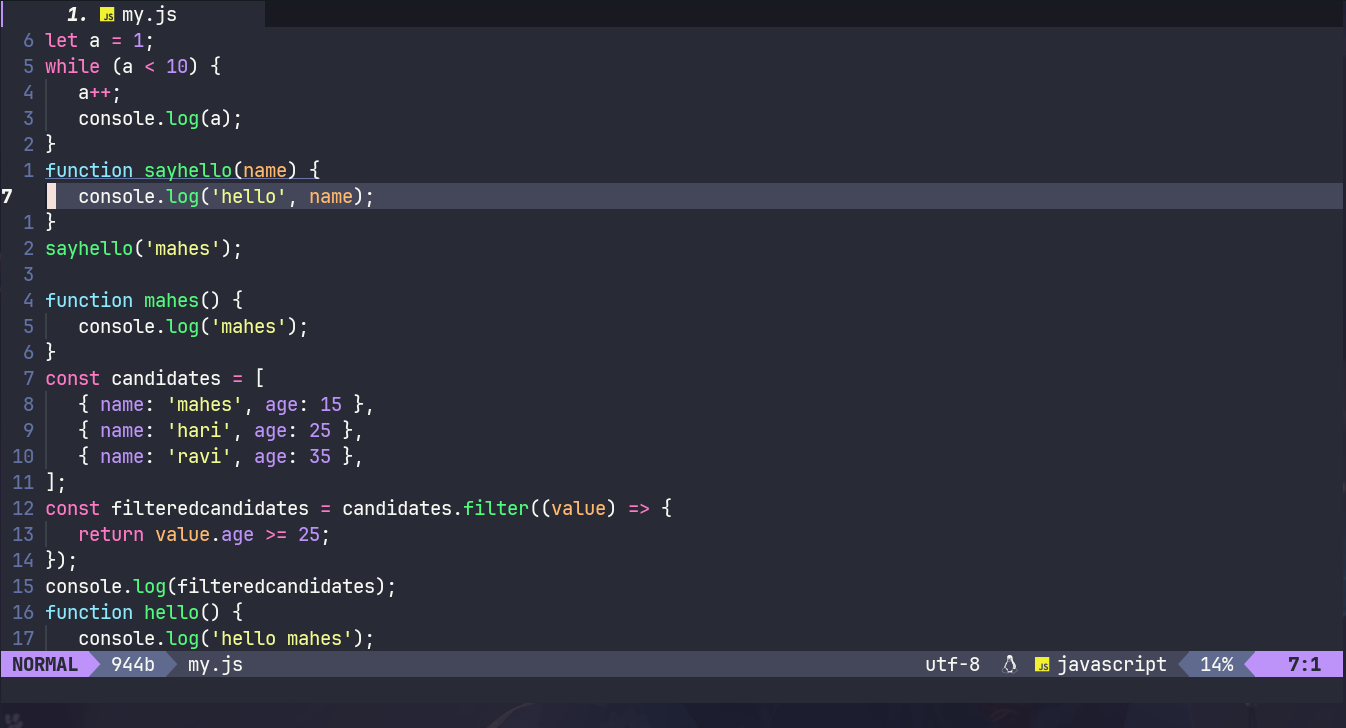 1. JS my.js
6 let a = 1;
5 while (a < 10) {
4 a++;
3 console.log(a);
2 }
1 function sayhello(name) {
7 console.log('hello', name);
1 }
2 sayhello('mahes');
3
4 function mahes() {
5 console.log('mahes');
6 }
7 const candidates = [
8 { name: 'mahes', age: 15 },
9 { name: 'hari', age: 25 },
10 { name: 'ravi', age: 35 },
11 ];
12 const filteredcandidates = candidates.filter((value) => {
13 return value.age >= 25;
14 });
15 console.log(filteredcandidates);
16 function hello() {
17 console.log('hello mahes');
NORMAL 944b my.js utf-8 JS javascript 14% 7:1